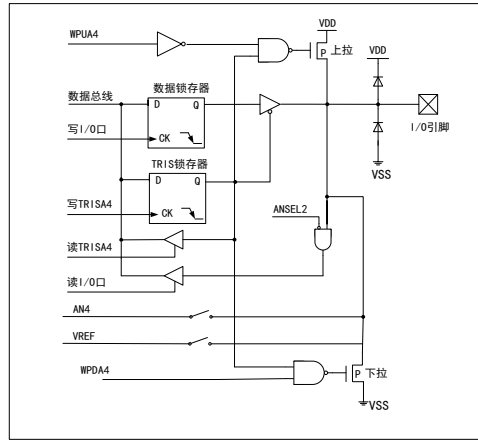 VDD
WPUA4
P 上拉
VDD
数据总线
数据锁存器
D Q
I/O引脚
写I/O口
CK
VSS
TRIS锁存器
D Q
写TRISA4
CK
ANSEL2
读TRISA4
读I/O口
AN4
VREF
WPDA4
P 下拉
VSS